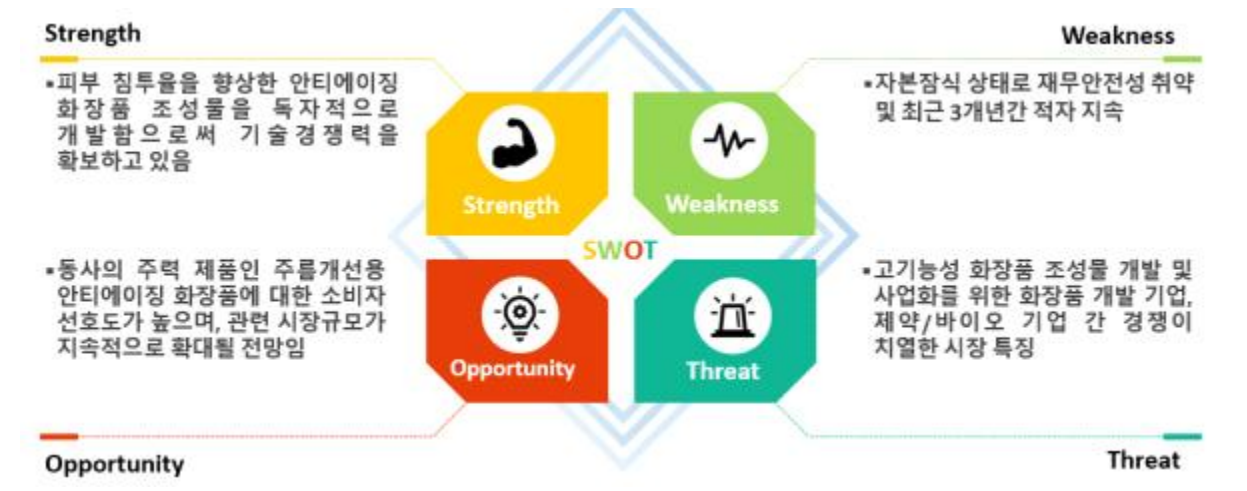 Strength
Weakness
▪피부 침투율을 향상한 안티에이징
화장품 조성물을 독자적으로
개발함으로써 기술경쟁력을
확보하고 있음
▪자본잠식 상태로 재무안전성 취약
및 최근 3개년간 적자 지속
Strength
Weakness
SWOT
▪동사의 주력 제품인 주름개선용
안티에이징 화장품에 대한 소비자
선호도가 높으며, 관련 시장규모가
지속적으로 확대될 전망임
▪고기능성 화장품 조성물 개발 및
사업화를 위한 화장품 개발 기업,
제약/바이오 기업 간 경쟁이
치열한 시장 특징
Opportunity
Threat
Opportunity
Threat